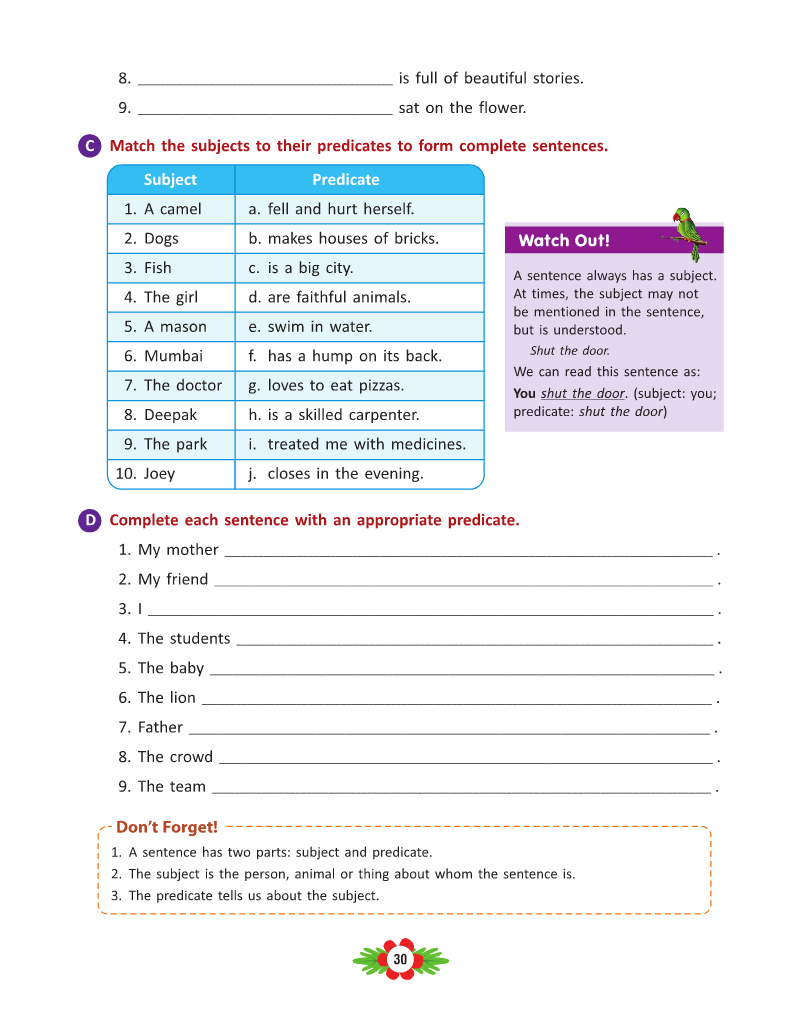 8. ______________________________ is full of beautiful stories.
9. ______________________________ sat on the flower.
C Match the subjects to their predicates to form complete sentences.
Subject Predicate
1. A camel a. fell and hurt herself.
2. Dogs b. makes houses of bricks.
3. Fish c. is a big city.
4. The girl d. are faithful animals.
5. A mason e. swim in water.
6. Mumbai f. has a hump on its back.
7. The doctor g. loves to eat pizzas.
8. Deepak h. is a skilled carpenter.
9. The park i. treated me with medicines.
10. Joey j. closes in the evening.
Watch Out!
A sentence always has a subject.
At times, the subject may not
be mentioned in the sentence,
but is understood.
Shut the door.
We can read this sentence as:
You shut the door. (subject: you;
predicate: shut the door)
D Complete each sentence with an appropriate predicate.
1. My mother ______________________________ .
2. My friend ______________________________ .
3. I ______________________________ .
4. The students ______________________________ .
5. The baby ______________________________ .
6. The lion ______________________________ .
7. Father ______________________________ .
8. The crowd ______________________________ .
9. The team ______________________________ .
Don't Forget!
1. A sentence has two parts: subject and predicate.
2. The subject is the person, animal or thing about whom the sentence is.
3. The predicate tells us about the subject.
30